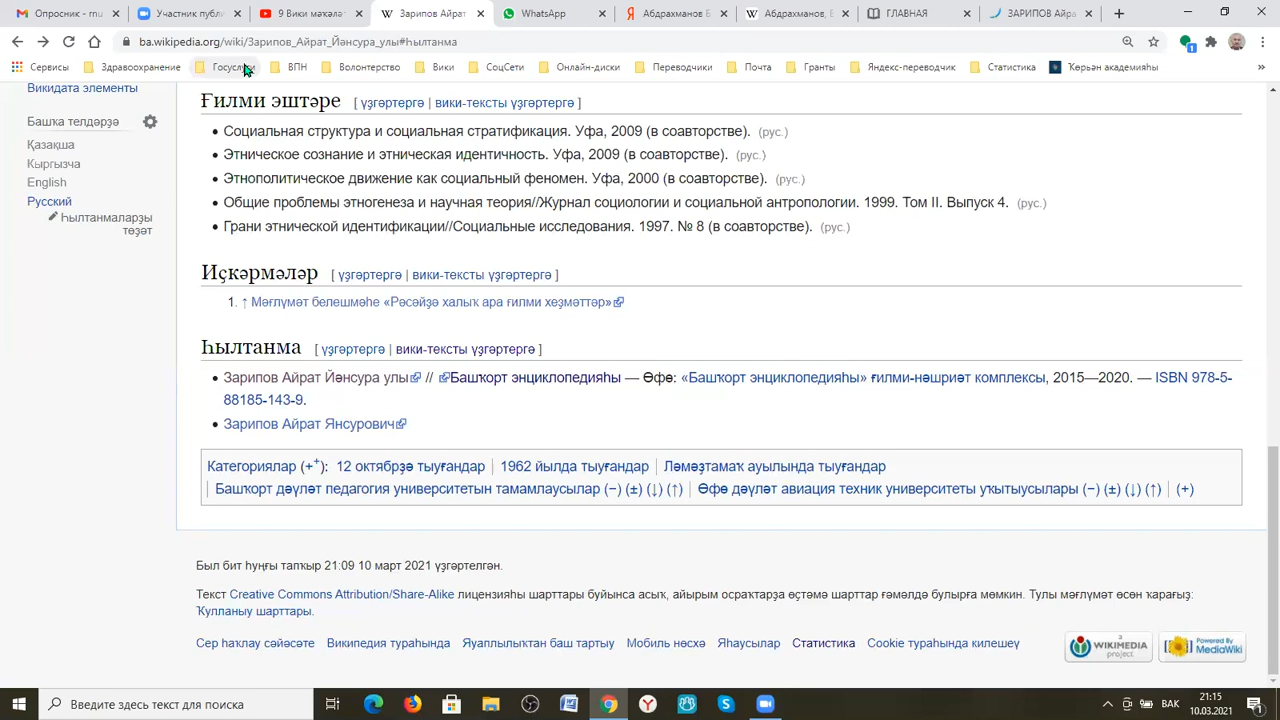 Опросник - rnu
Участник публи
9 Вики мәҡәлә
Зарипов Айрат
WhatsApp
Абдрахманов Б
Абдрахманов, Б
ГЛАВНАЯ
ЗАРИПОВ Айра
ba.wikipedia.org/wiki/Зарипов_Айрат_Йәнсура_улы#Һылтанма
Сервисы Здравоохранение ВПН Волонтерство Вики СоцСети Онлайн-диски Переводчики Почта Гранты Яндекс-переводчик Статистика Ҡөръән академияһы »
Викидата элементы
Башҡа телдәрҙә
Қазақша
Кыргызча
English
Русский
Һылтанмаларҙы
төҙәт
Ғилми эштәре [ үҙгәртергә | вики-тексты үҙгәртергә ]
Социальная структура и социальная стратификация. Уфа, 2009 (в соавторстве). (рус.)
Этническое сознание и этническая идентичность. Уфа, 2009 (в соавторстве). (рус.)
Этнополитическое движение как социальный феномен. Уфа, 2000 (в соавторстве). (рус.)
Общие проблемы этногенеза и научная теория//Журнал социологии и социальной антропологии. 1999. Том II. Выпуск 4. (рус.)
Грани этнической идентификации//Социальные исследования. 1997. № 8 (в соавторстве). (рус.)
Иҫкәрмәләр [ үҙгәртергә | вики-тексты үҙгәртергә ]
1. ↑ Мәғлүмәт белешмәһе «Рәсәйҙә халыҡ ара ғилми хеҙмәттәр»
Һылтанма [ үҙгәртергә | вики-тексты үҙгәртергә ]
Зарипов Айрат Йәнсура улы // Башҡорт энциклопедияһы — Өфө: «Башҡорт энциклопедияһы» ғилми-нәшриәт комплексы, 2015—2020. — ISBN 978-5-
88185-143-9.
Зарипов Айрат Янсурович
Категориялар (+⁺): 12 октябрҙә тыуғандар | 1962 йылда тыуғандар | Ләмәҙтамаҡ ауылында тыуғандар
| Башҡорт дәүләт педагогия университетын тамамлаусылар (−) (±) (↓) (↑) | Өфө дәүләт авиация техник университеты уҡытыусылары (−) (±) (↓) (↑) | (+)
Был бит һуңғы тапҡыр 21:09 10 март 2021 үҙгәртелгән.
Текст Creative Commons Attribution/Share-Alike лицензияһы шарттары буйынса асыҡ, айырым осраҡтарҙа өҫтәмә шарттар ғәмәлдә булырға мөмкин. Тулы мәғлүмәт өсөн ҡарағыҙ:
Ҡулланыу шарттары.
Сер һаҡлау сәйәсәте Википедия тураһында Яуаплылыҡтан баш тартыу Мобиль нөсхә Яһаусылар Статистика Cookie тураһында килешеү
a
WIKIMEDIA
project
Powered By
MediaWiki
Введите здесь текст для поиска
ВАК
21:15
10.03.2021
1